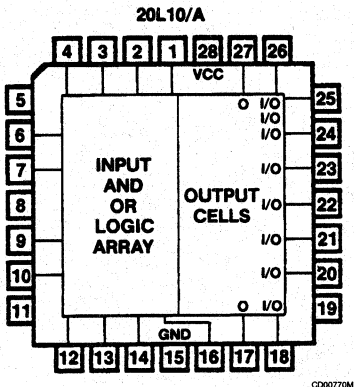 20L10/A
4 3 2 1 28 27 26
VCC
5 O I/O 25
I/O
6 I/O 24
7 I/O 23
INPUT
AND
OR
LOGIC
ARRAY
OUTPUT
CELLS
8 I/O 22
9 I/O 21
10 I/O 20
11 O I/O 19
GND
12 13 14 15 16 17 18
CD00770M